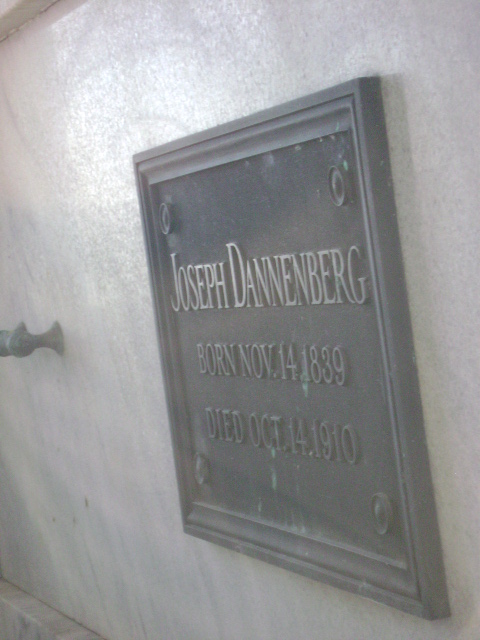 JOSEPH DANNENBERG
BORN NOV. 14. 1839
DIED OCT. 14. 1910